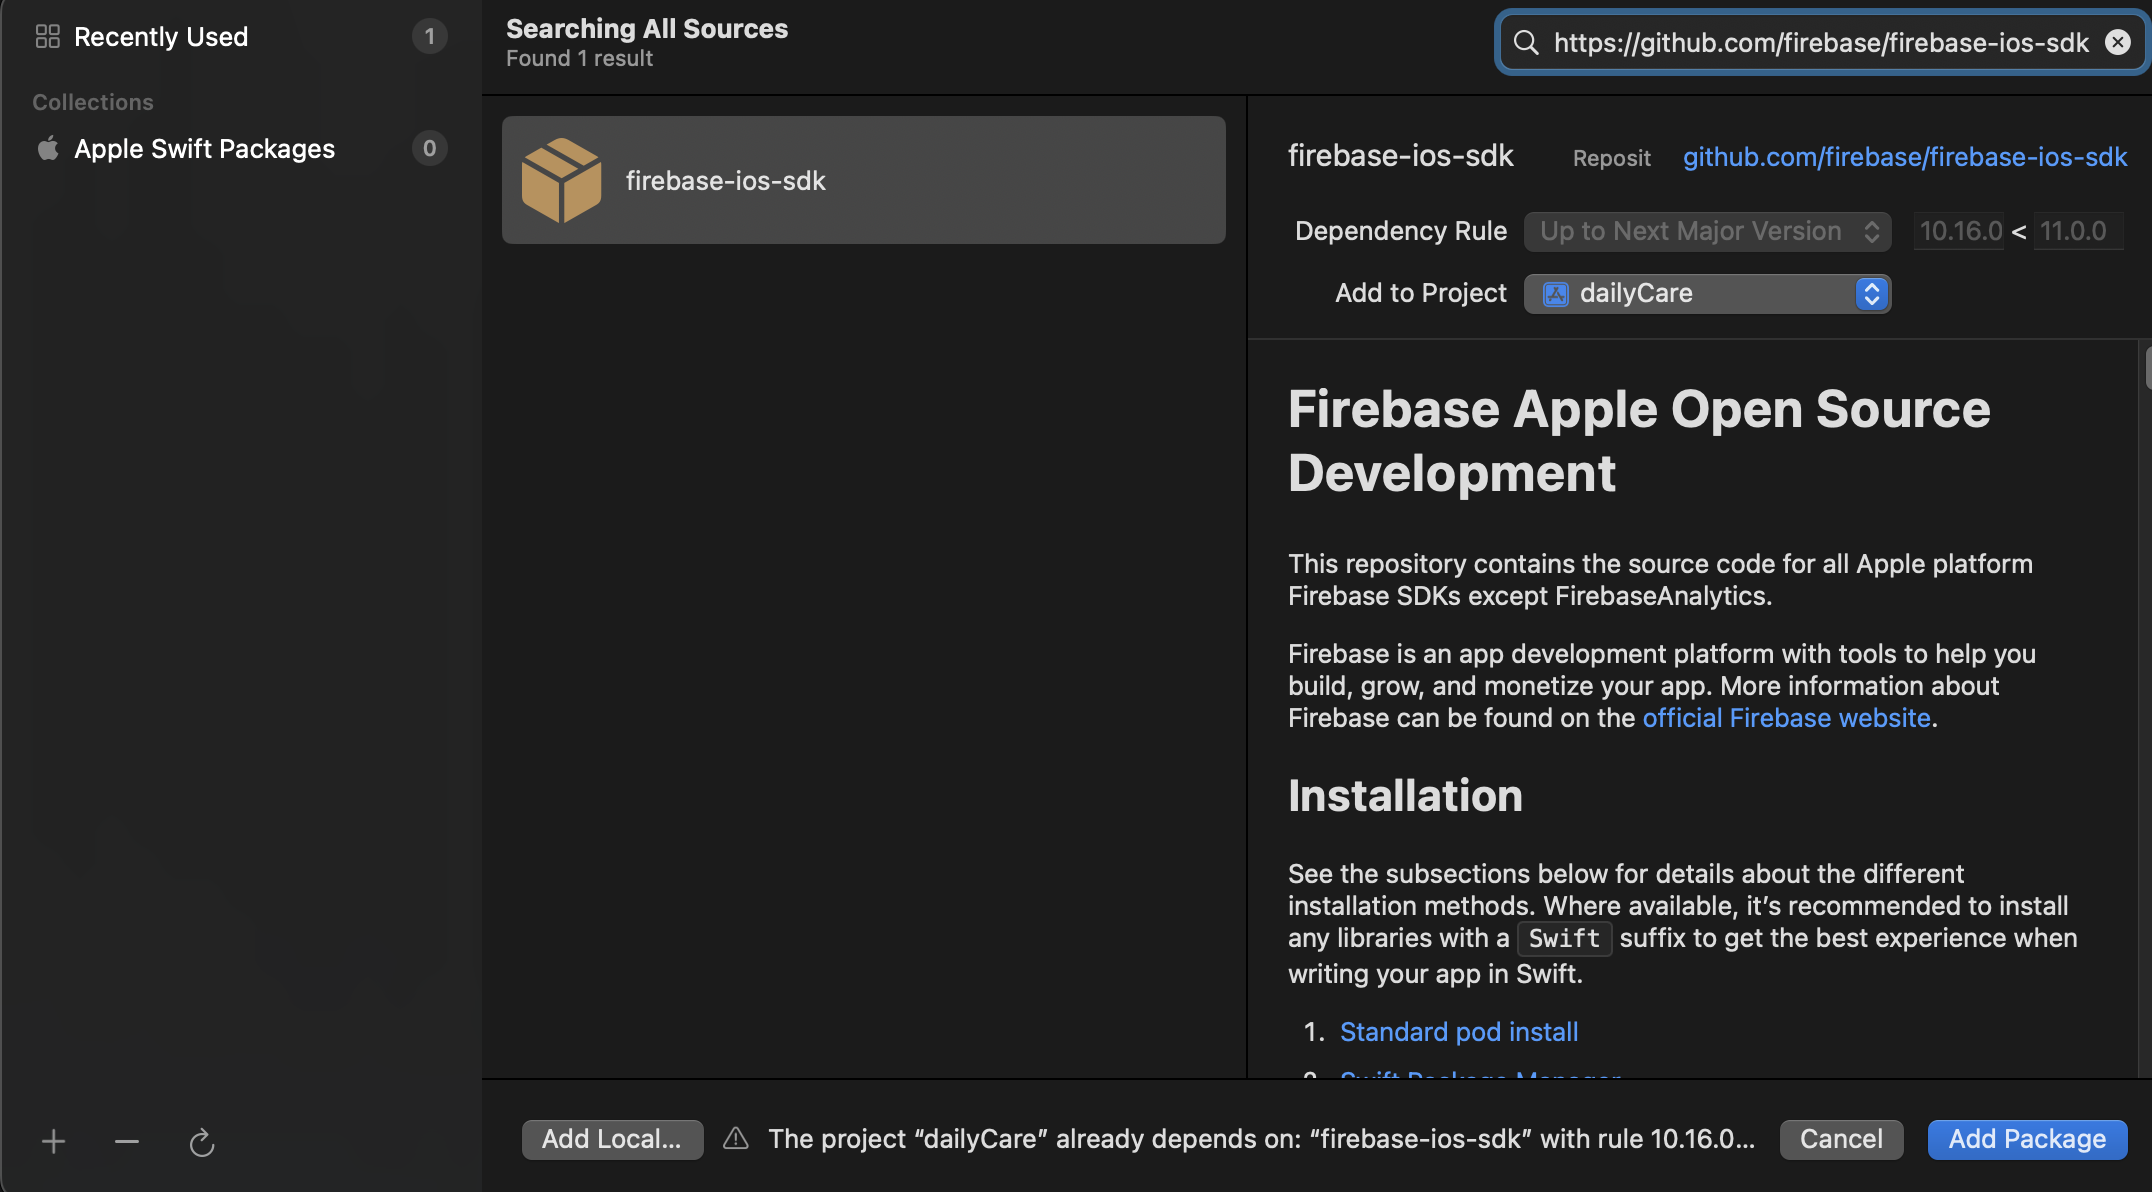 Recently Used
1
Collections
Apple Swift Packages
0
Searching All Sources
Found 1 result
https://github.com/firebase/firebase-ios-sdk
firebase-ios-sdk
firebase-ios-sdk Reposit github.com/firebase/firebase-ios-sdk
Dependency Rule Up to Next Major Version 10.16.0 < 11.0.0
Add to Project dailyCare
Firebase Apple Open Source
Development
This repository contains the source code for all Apple platform
Firebase SDKs except FirebaseAnalytics.
Firebase is an app development platform with tools to help you
build, grow, and monetize your app. More information about
Firebase can be found on the official Firebase website.
Installation
See the subsections below for details about the different
installation methods. Where available, it’s recommended to install
any libraries with a Swift suffix to get the best experience when
writing your app in Swift.
1. Standard pod install
2. Swift Package Manager
Add Local... The project “dailyCare” already depends on: “firebase-ios-sdk” with rule 10.16.0... Cancel Add Package